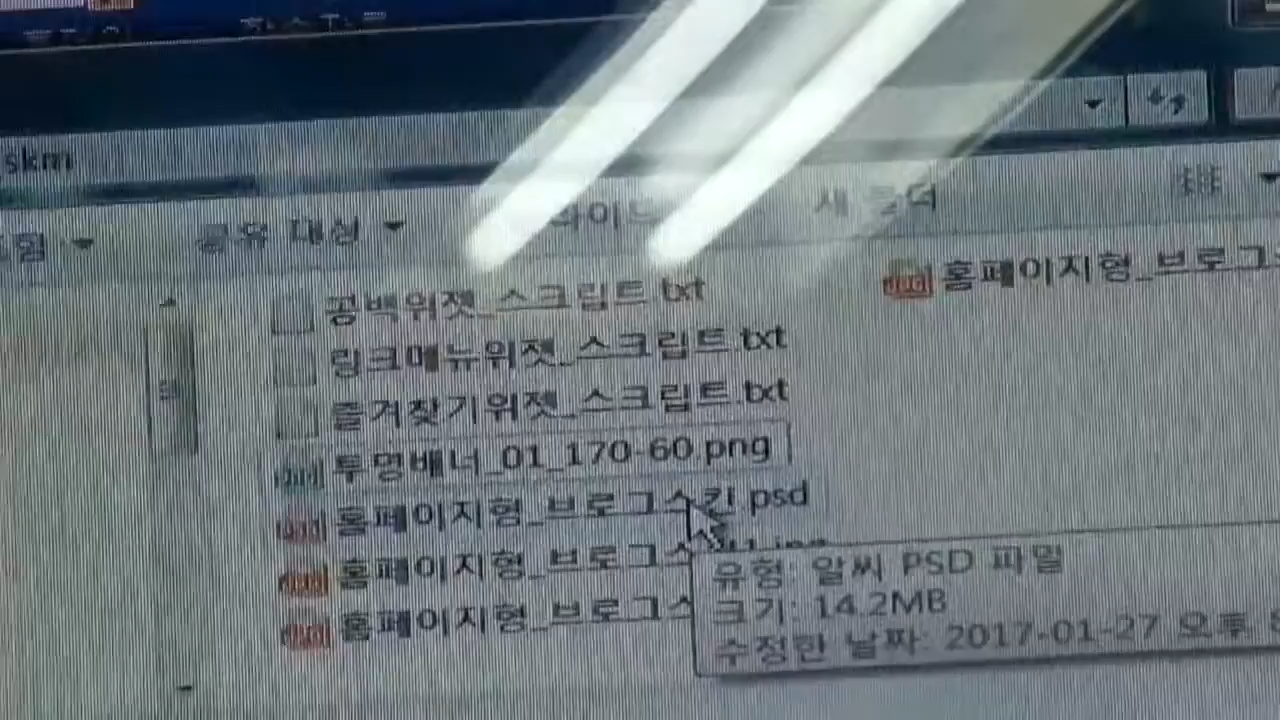 skm
공유 대상
새 폴더
공백위젯_스크립트.txt
홈페이지형_브로그
링크메뉴위젯_스크립트.txt
즐겨찾기위젯_스크립트.txt
투명배너_01_170-60.png
홈페이지형_브로그스킨.psd
홈페이지형_브로그스
홈페이지형_브로그스
유형: 알씨 PSD 파일
크기: 14.2MB
수정한 날짜: 2017-01-27 오후